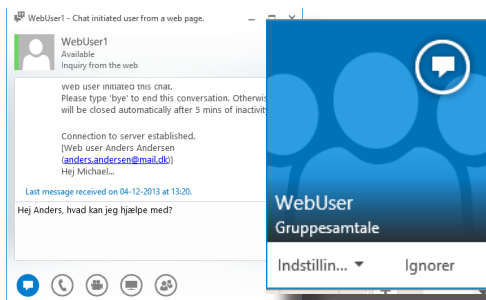 WebUser1 - Chat initiated user from a web page.
WebUser1
Available
Inquiry from the web
Web user initiated this chat.
Please type 'bye' to end this conversation. Otherwis
will be closed automatically after 5 mins of inactivit
Connection to server established.
[Web user Anders Andersen
(anders.andersen@mail.dk)]
Hej Michael...
Last message received on 04-12-2013 at 13:20.
Hej Anders, hvad kan jeg hjælpe med?
WebUser
Gruppesamtale
Indstillin...
Ignorer